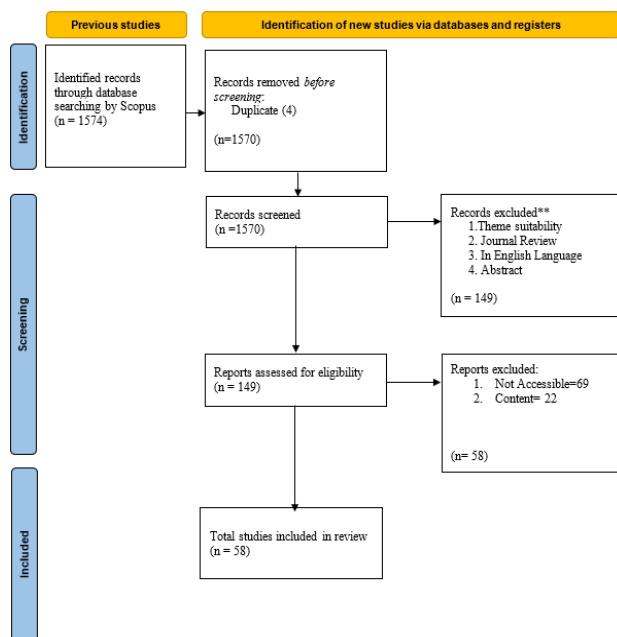 Previous studies
Identification of new studies via databases and registers
Identification
Identified records
through database
searching by Scopus
(n = 1574)
Records removed before
screening:
Duplicate (4)
(n=1570)
Screening
Records screened
(n =1570)
Records excluded**
1.Theme suitability
2. Journal Review
3. In English Language
4. Abstract
(n = 149)
Reports assessed for eligibility
(n = 149)
Reports excluded:
1. Not Accessible=69
2. Content= 22
(n= 58)
Included
Total studies included in review
(n = 58)